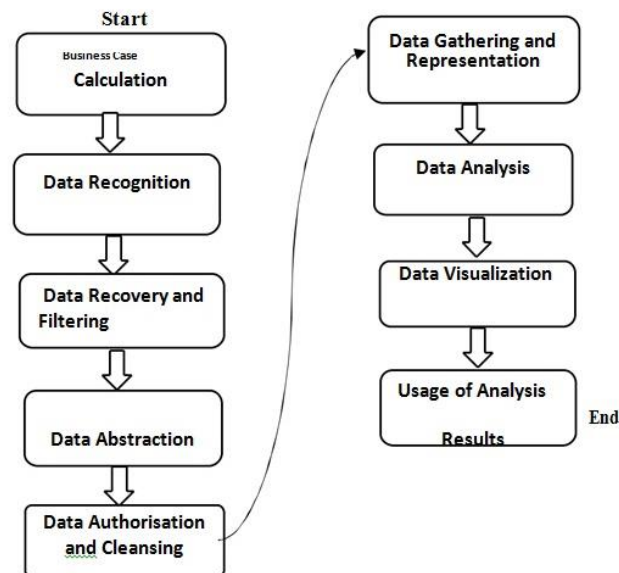 Start
Business Case
Calculation
Data Recognition
Data Recovery and
Filtering
Data Abstraction
Data Authorisation
and Cleansing
Data Gathering and
Representation
Data Analysis
Data Visualization
Usage of Analysis
Results
End